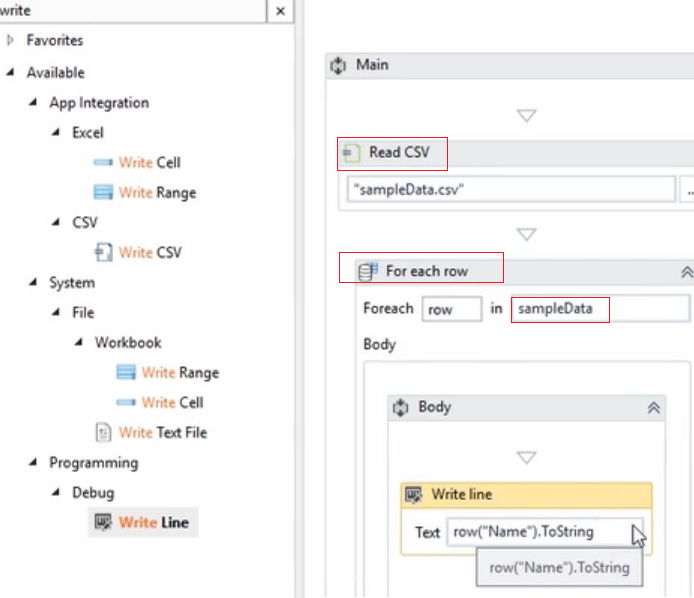 write
Favorites
Available
App Integration
Excel
Write Cell
Write Range
CSV
Write CSV
System
File
Workbook
Write Range
Write Cell
Write Text File
Programming
Debug
Write Line
Main
Read CSV
"sampleData.csv"
...
For each row
Foreach row in sampleData
Body
Body
Write line
Text row("Name").ToString
row("Name").ToString